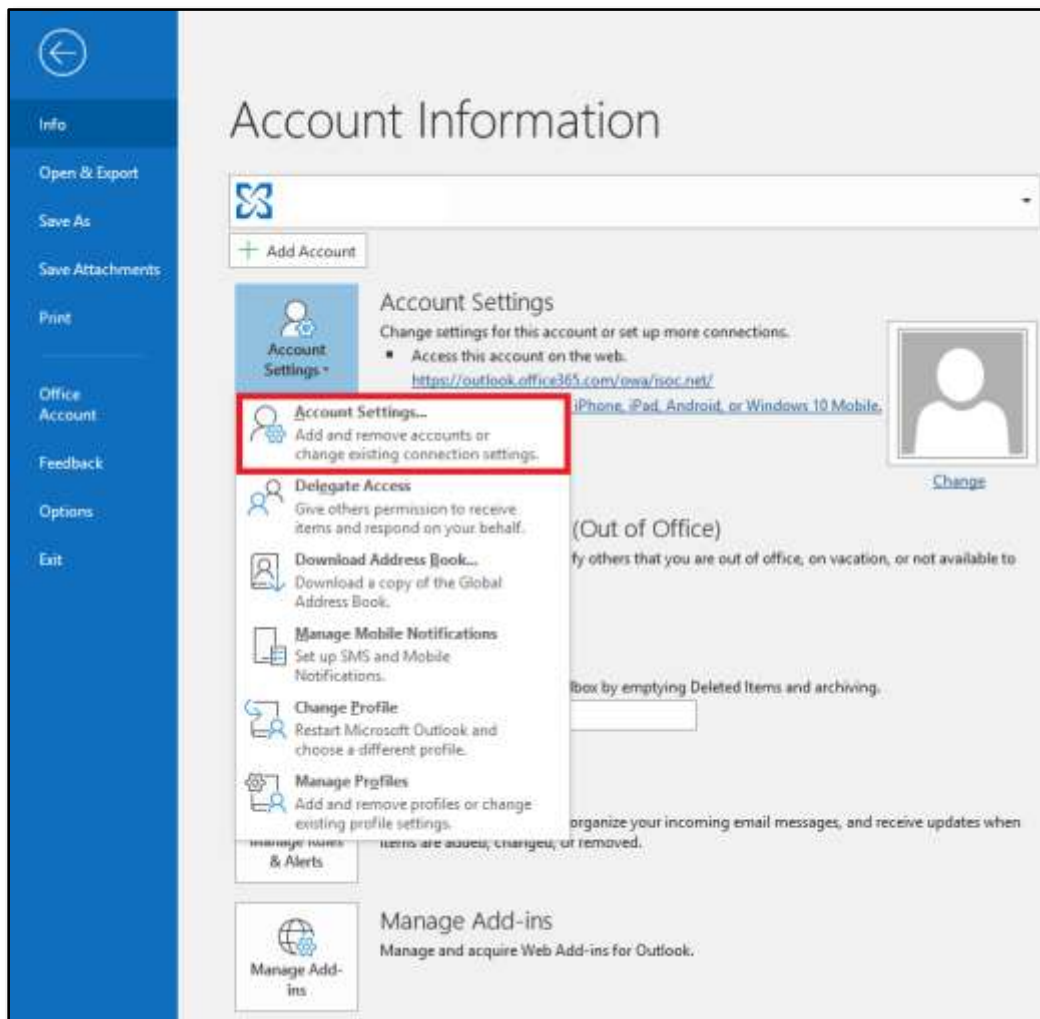 Info
Open & Export
Save As
Save Attachments
Print
Office
Account
Feedback
Options
Exit
Account Information
Add Account
Account
Settings
Account Settings
Change settings for this account or set up more connections.
Access this account on the web.
https://outlook.office365.com/owa/isoc.net/
iPhone, iPad, Android, or Windows 10 Mobile.
Change
Account Settings...
Add and remove accounts or
change existing connection settings.
Delegate Access
Give others permission to receive
items and respond on your behalf.
Download Address Book...
Download a copy of the Global
Address Book.
Manage Mobile Notifications
Set up SMS and Mobile
Notifications.
Change Profile
Restart Microsoft Outlook and
choose a different profile.
Manage Profiles
Add and remove profiles or change
existing profile settings.
(Out of Office)
fy others that you are out of office, on vacation, or not available to
lbox by emptying Deleted Items and archiving.
organize your incoming email messages, and receive updates when
items are added, changed, or removed.
Manage Rules
& Alerts
Manage Add-
ins
Manage Add-ins
Manage and acquire Web Add-ins for Outlook.